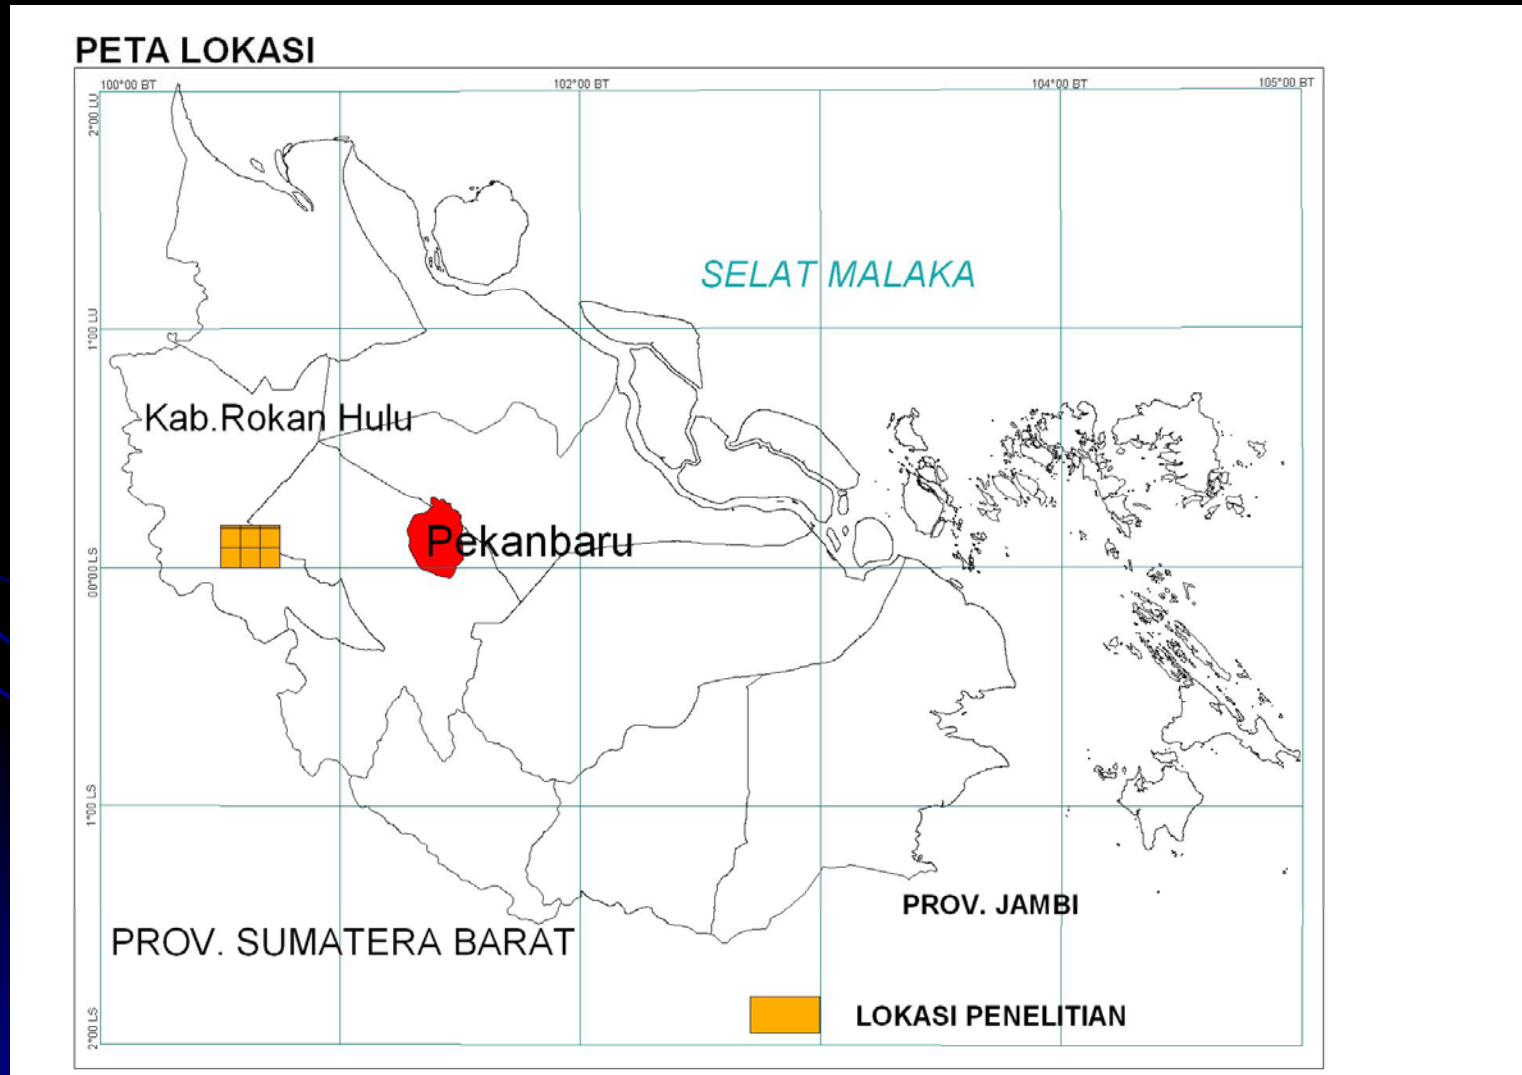 PETA LOKASI
100°00 BT
102°00 BT
104°00 BT
105°00 BT
2°00 LU
SELAT MALAKA
1°00 LU
Kab.Rokan Hulu
Pekanbaru
00°00 LS
1°00 LS
PROV. JAMBI
PROV. SUMATERA BARAT
LOKASI PENELITIAN
2°00 LS